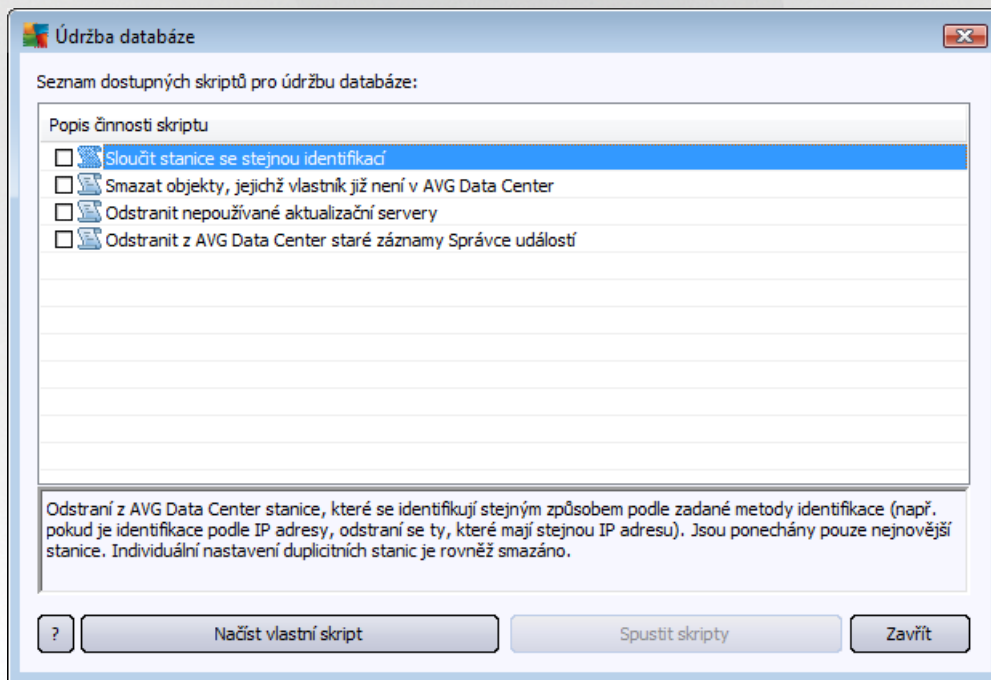 Údržba databáze
Seznam dostupných skriptů pro údržbu databáze:
Popis činnosti skriptu
Sloučit stanice se stejnou identifikací
Smazat objekty, jejichž vlastník již není v AVG Data Center
Odstranit nepoužívané aktualizační servery
Odstranit z AVG Data Center staré záznamy Správce událostí
Odstraní z AVG Data Center stanice, které se identifikují stejným způsobem podle zadané metody identifikace (např.
pokud je identifikace podle IP adresy, odstraní se ty, které mají stejnou IP adresu). Jsou ponechány pouze nejnovější
stanice. Individuální nastavení duplicitních stanic je rovněž smazáno.
? Načíst vlastní skript Spustit skripty Zavřít